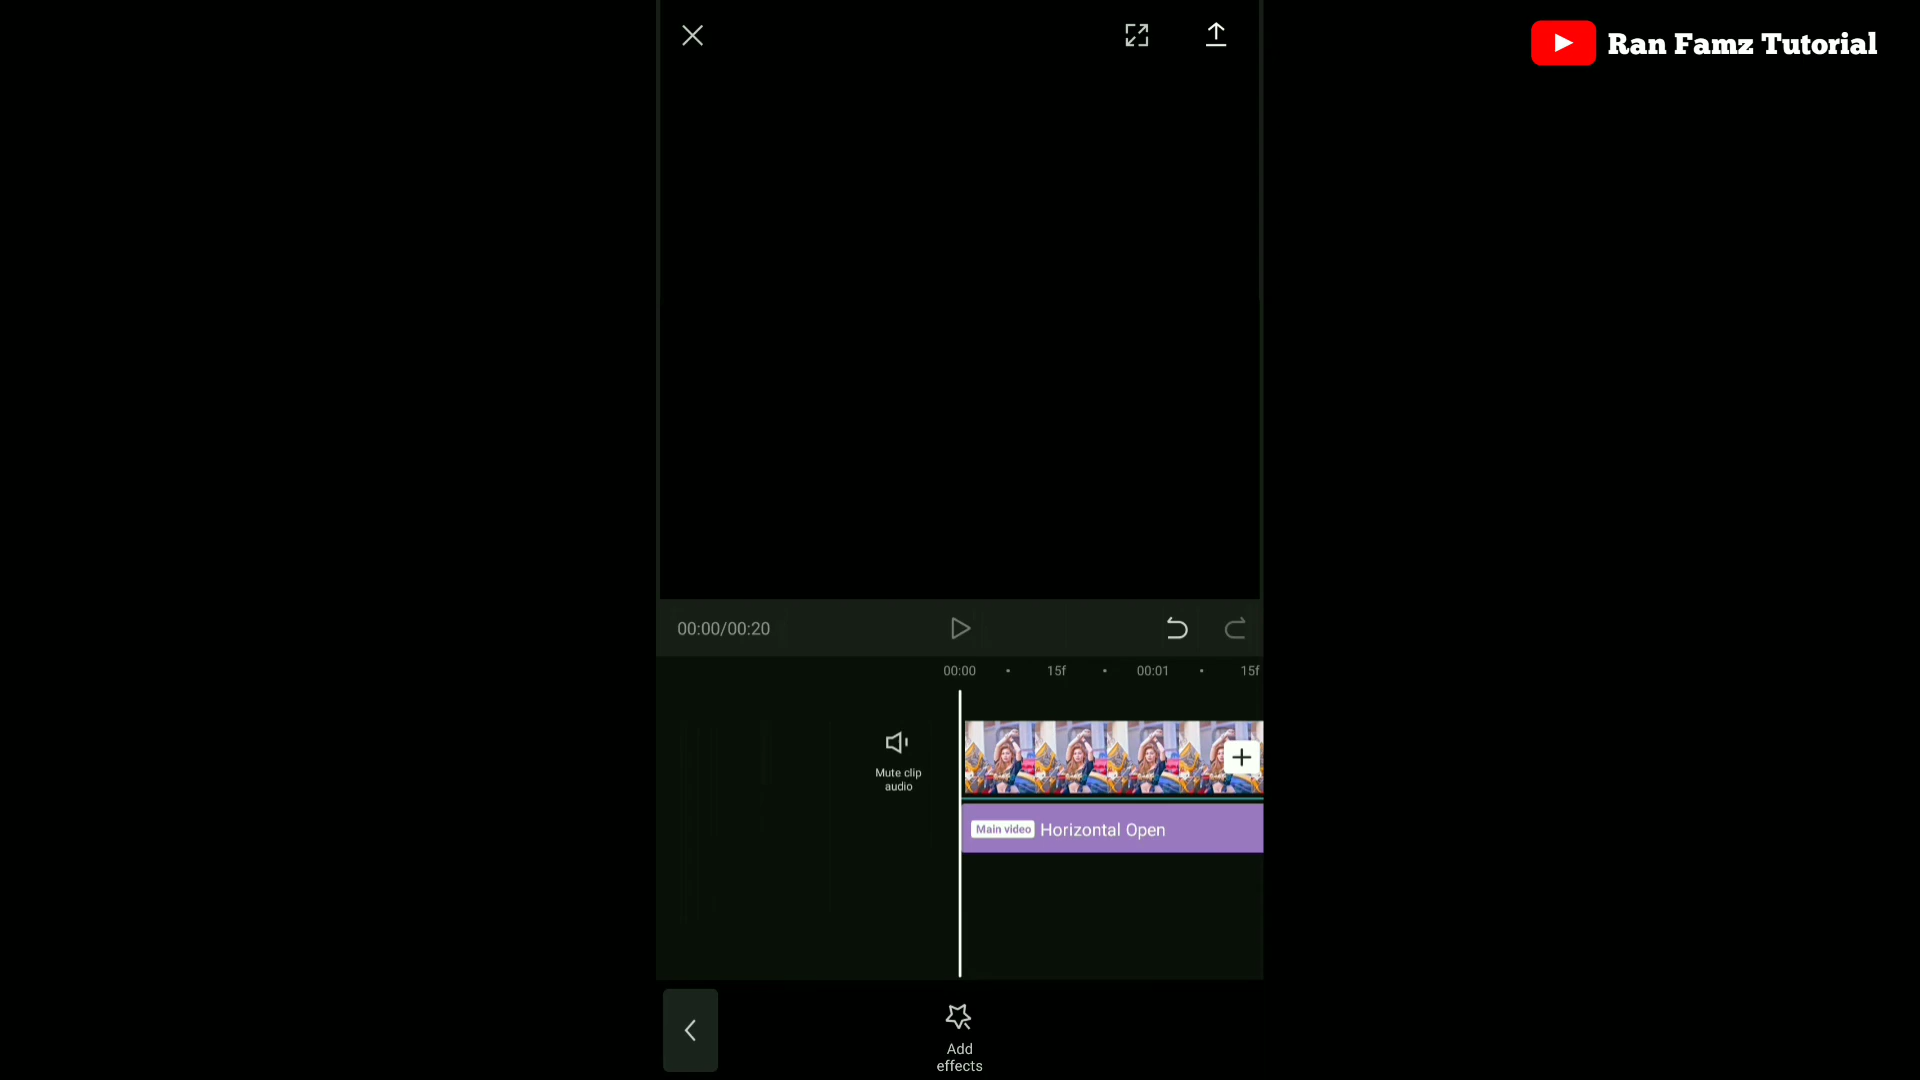 Ran Famz Tutorial
00:00/00:20
00:00 • 15f • 00:01 • 15f
Mute clip
audio
Main video Horizontal Open
Add
effects